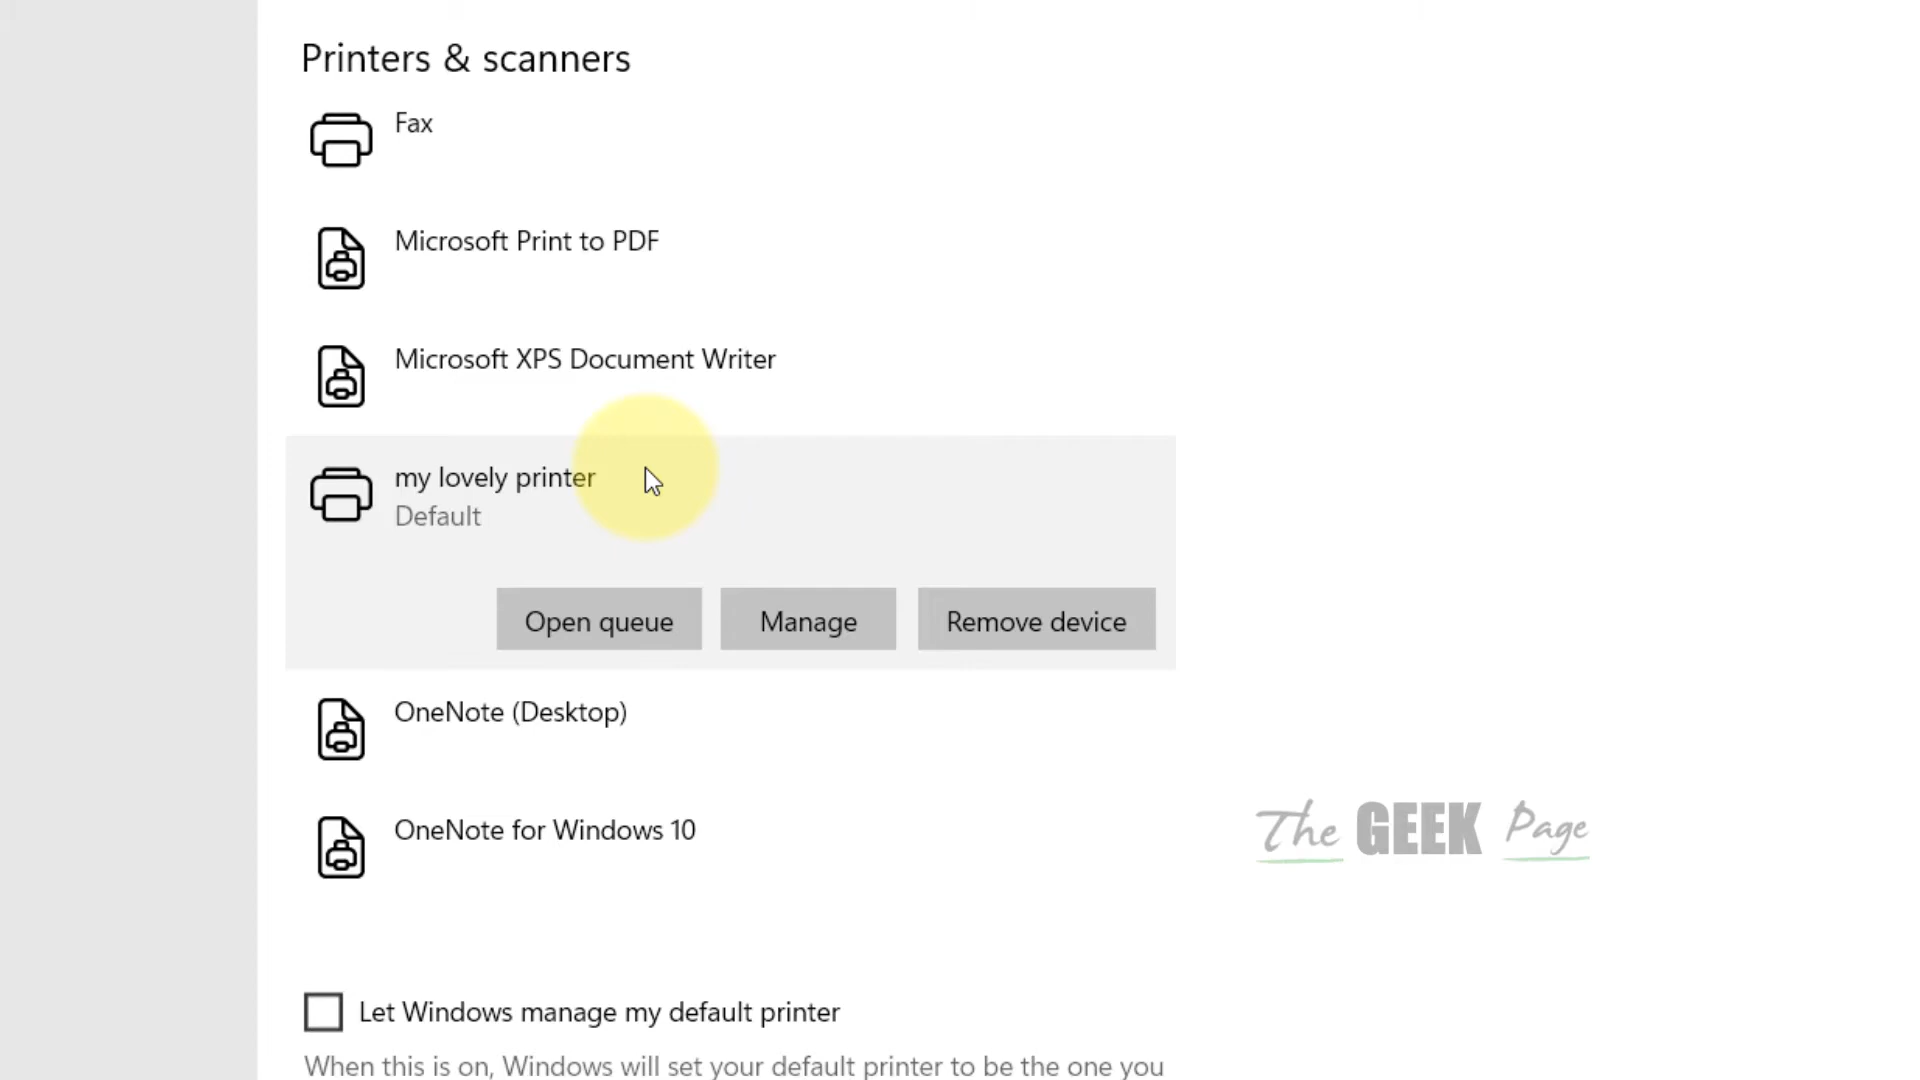 Printers & scanners
Fax
Microsoft Print to PDF
Microsoft XPS Document Writer
my lovely printer
Default
Open queue Manage Remove device
OneNote (Desktop)
OneNote for Windows 10
The GEEK Page
Let Windows manage my default printer
When this is on, Windows will set your default printer to be the one you